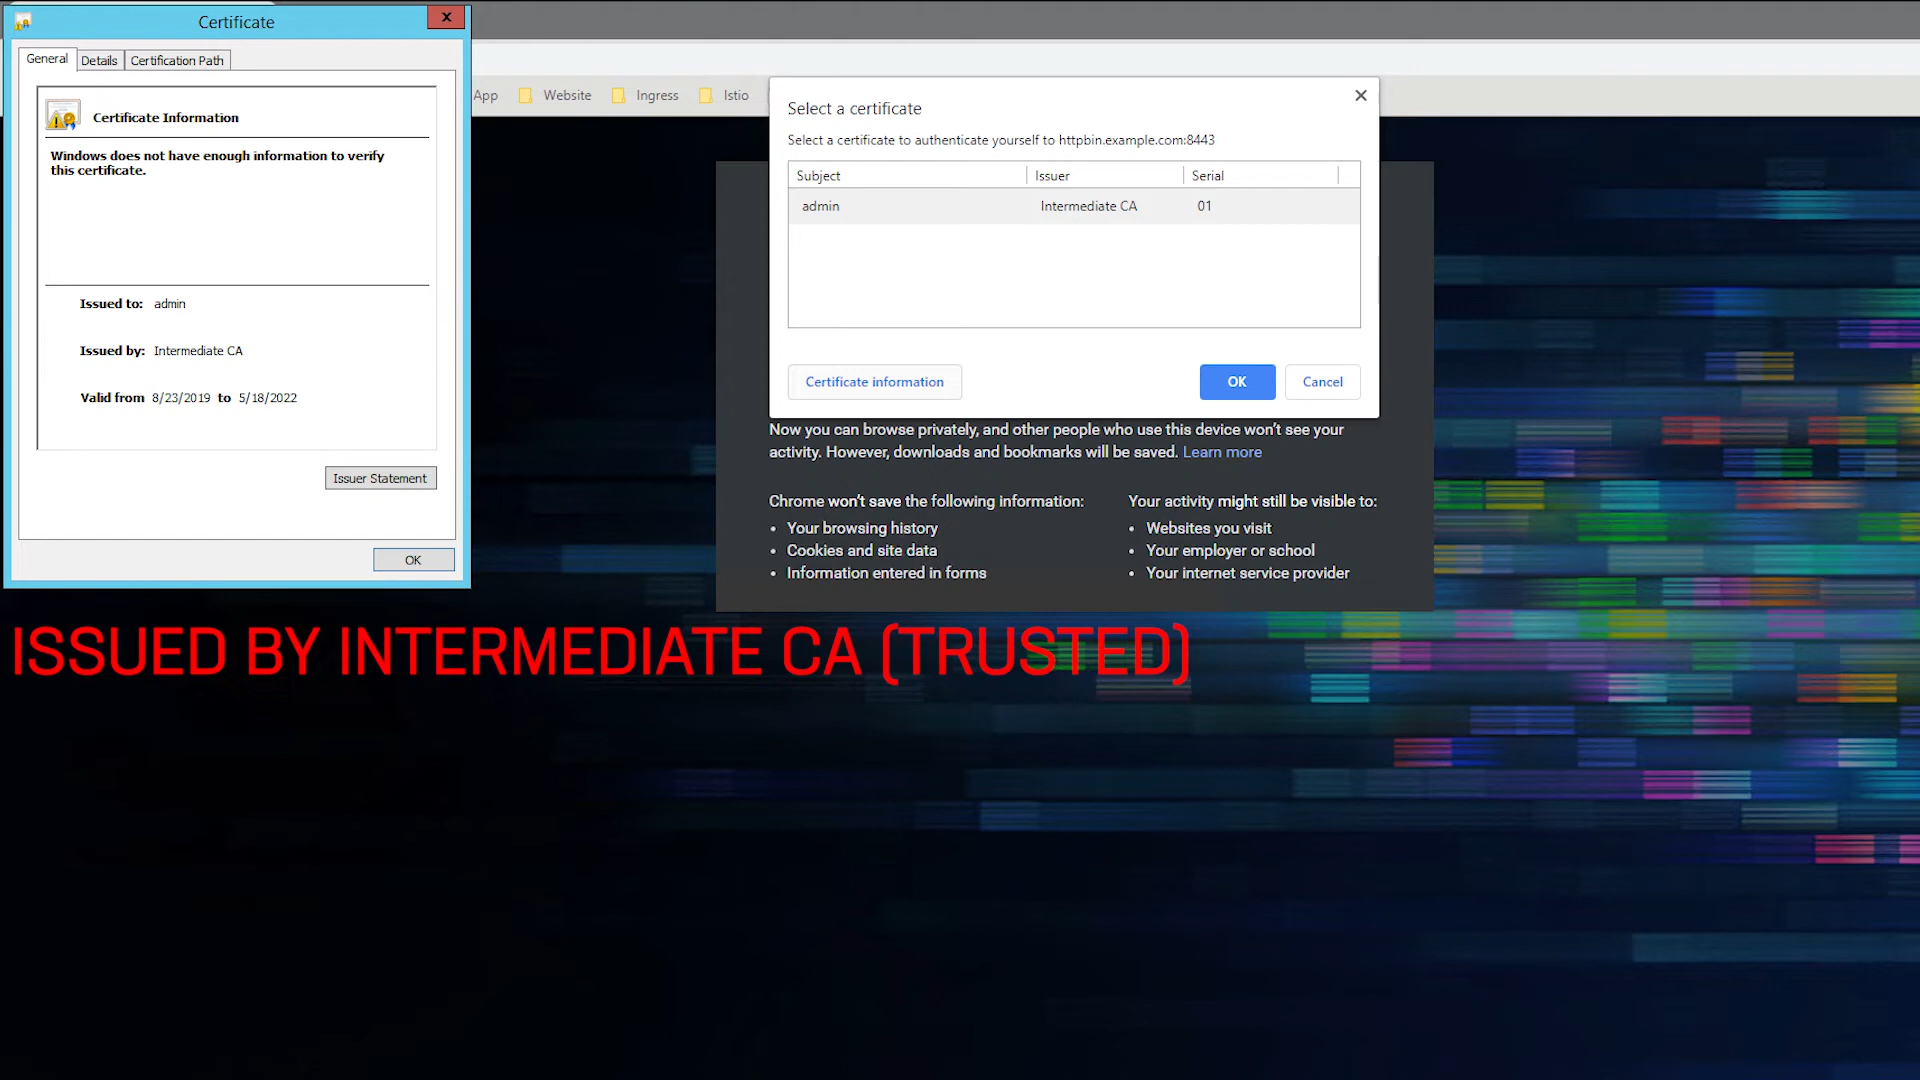 Certificate
X
General
Details
Certification Path
Certificate Information
Windows does not have enough information to verify
this certificate.
Issued to: admin
Issued by: Intermediate CA
Valid from 8/23/2019 to 5/18/2022
Issuer Statement
OK
App
Website
Ingress
Istio
Select a certificate
Select a certificate to authenticate yourself to httpbin.example.com:8443
Subject
Issuer
Serial
admin
Intermediate CA
01
Certificate information
OK
Cancel
Now you can browse privately, and other people who use this device won't see your
activity. However, downloads and bookmarks will be saved. Learn more
Chrome won't save the following information:
• Your browsing history
• Cookies and site data
• Information entered in forms
Your activity might still be visible to:
• Websites you visit
• Your employer or school
• Your internet service provider
ISSUED BY INTERMEDIATE CA (TRUSTED)